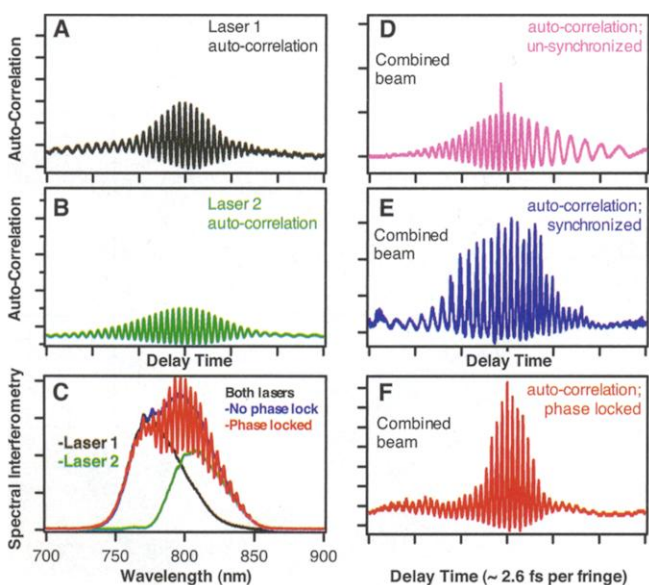 A
Laser 1
auto-correlation
Auto-Correlation
B
Laser 2
auto-correlation
Auto-Correlation
Delay Time
C
Both lasers
-No phase lock
-Phase locked
-Laser 1
-Laser 2
Spectral Interferometry
700 750 800 850 900
Wavelength (nm)
D
auto-correlation;
un-synchronized
Combined
beam
E
auto-correlation;
synchronized
Combined
beam
Delay Time
F
auto-correlation;
phase locked
Combined
beam
Delay Time (~ 2.6 fs per fringe)